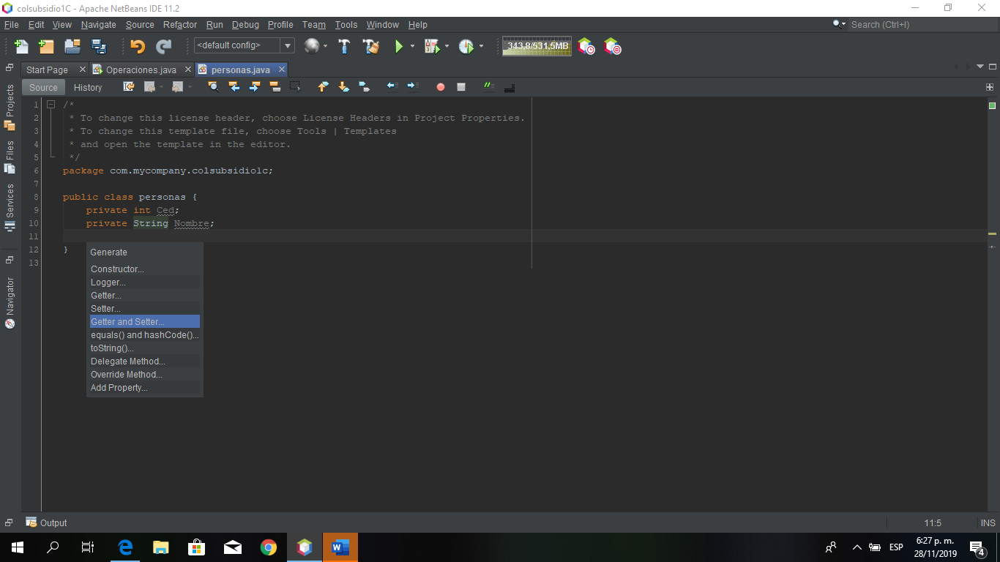 colsubsidio1C - Apache NetBeans IDE 11.2
File Edit View Navigate Source Refactor Run Debug Profile Team Tools Window Help
Search (Ctrl+I)
<default config>
343,8/531,5MB
Start Page
Operaciones.java
personas.java
Source
History
Projects
Files
Services
Navigator
1 /*
2 * To change this license header, choose License Headers in Project Properties.
3 * To change this template file, choose Tools | Templates
4 * and open the template in the editor.
5 */
6 package com.mycompany.colsubsidio1c;
7
8 public class personas {
9 private int Ced;
10 private String Nombre;
11
12 }
13
Generate
Constructor...
Logger...
Getter...
Setter...
Getter and Setter...
equals() and hashCode()...
toString()...
Delegate Method...
Override Method...
Add Property...
Output
11:5
INS
ESP
6:27 p. m.
28/11/2019
4